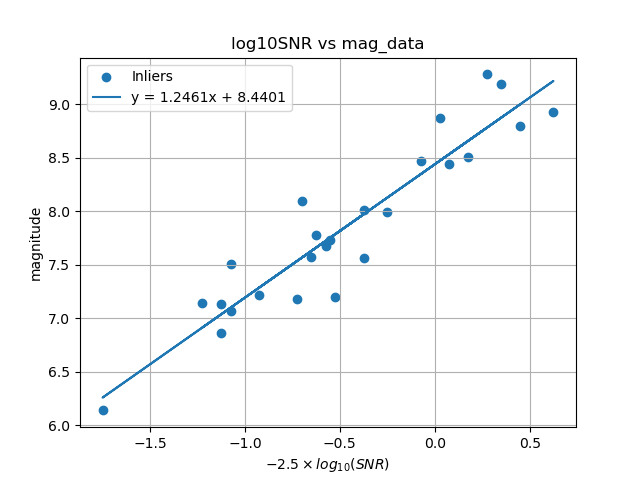 log10SNR vs mag_data
Inliers
y = 1.2461x + 8.4401
9.0
8.5
8.0
7.5
7.0
6.5
6.0
magnitude
−1.5 −1.0 −0.5 0.0 0.5
−2.5 × log₁₀(SNR)